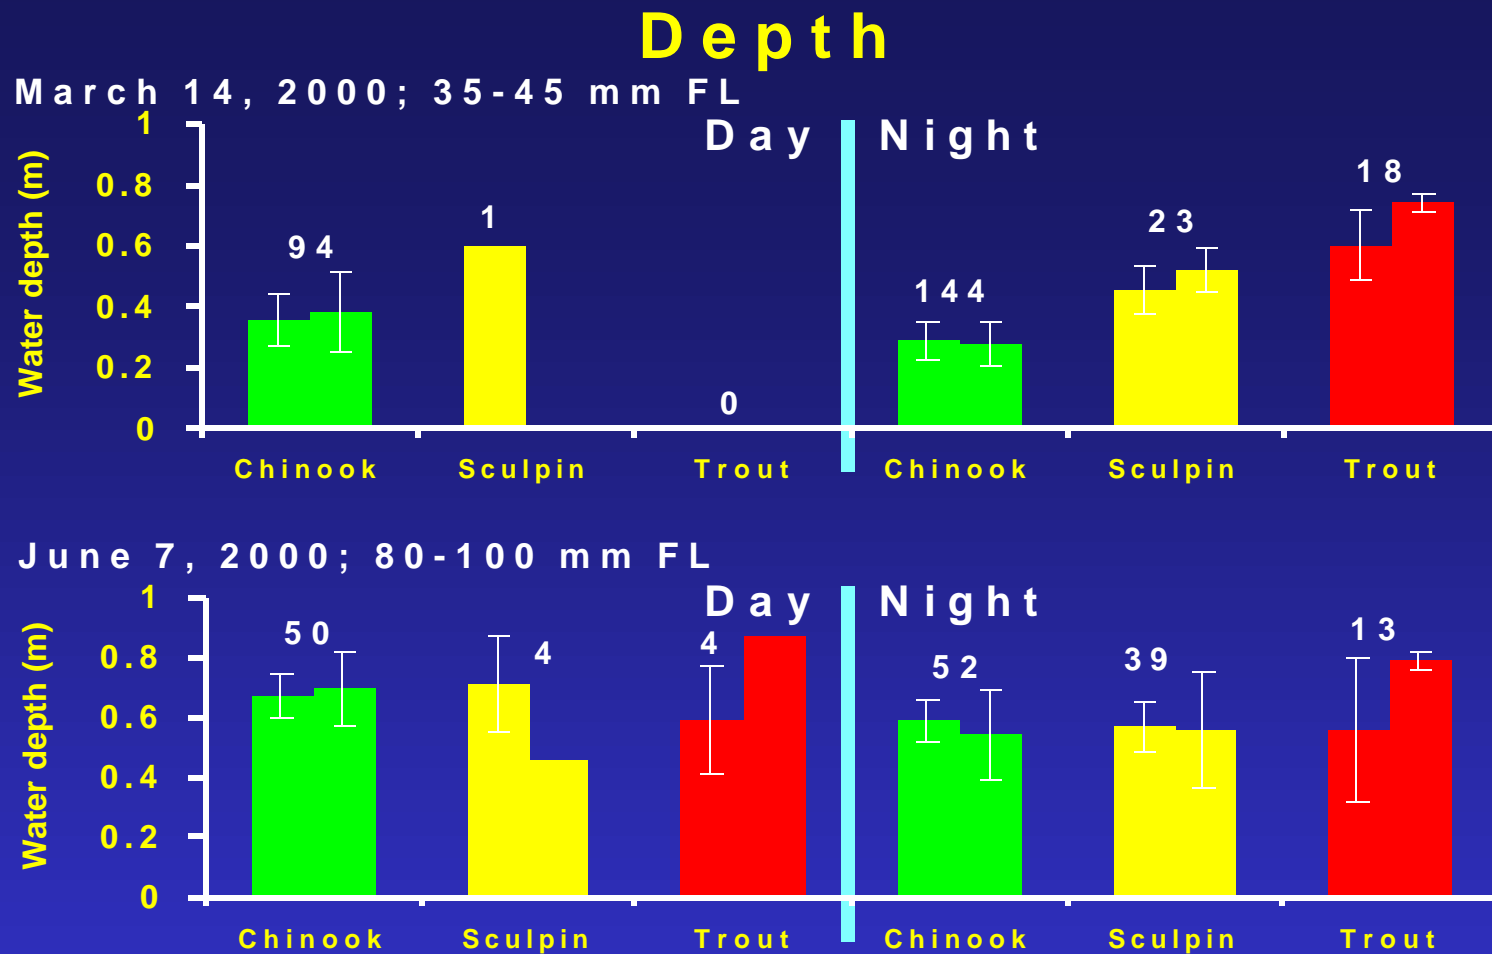 Depth
March 14, 2000; 35-45 mm FL
Day Night
Water depth (m)
1
0.8
0.6
0.4
0.2
0
94 1 0 144 23 18
Chinook Sculpin Trout Chinook Sculpin Trout
June 7, 2000; 80-100 mm FL
Day Night
Water depth (m)
1
0.8
0.6
0.4
0.2
0
50 4 4 52 39 13
Chinook Sculpin Trout Chinook Sculpin Trout